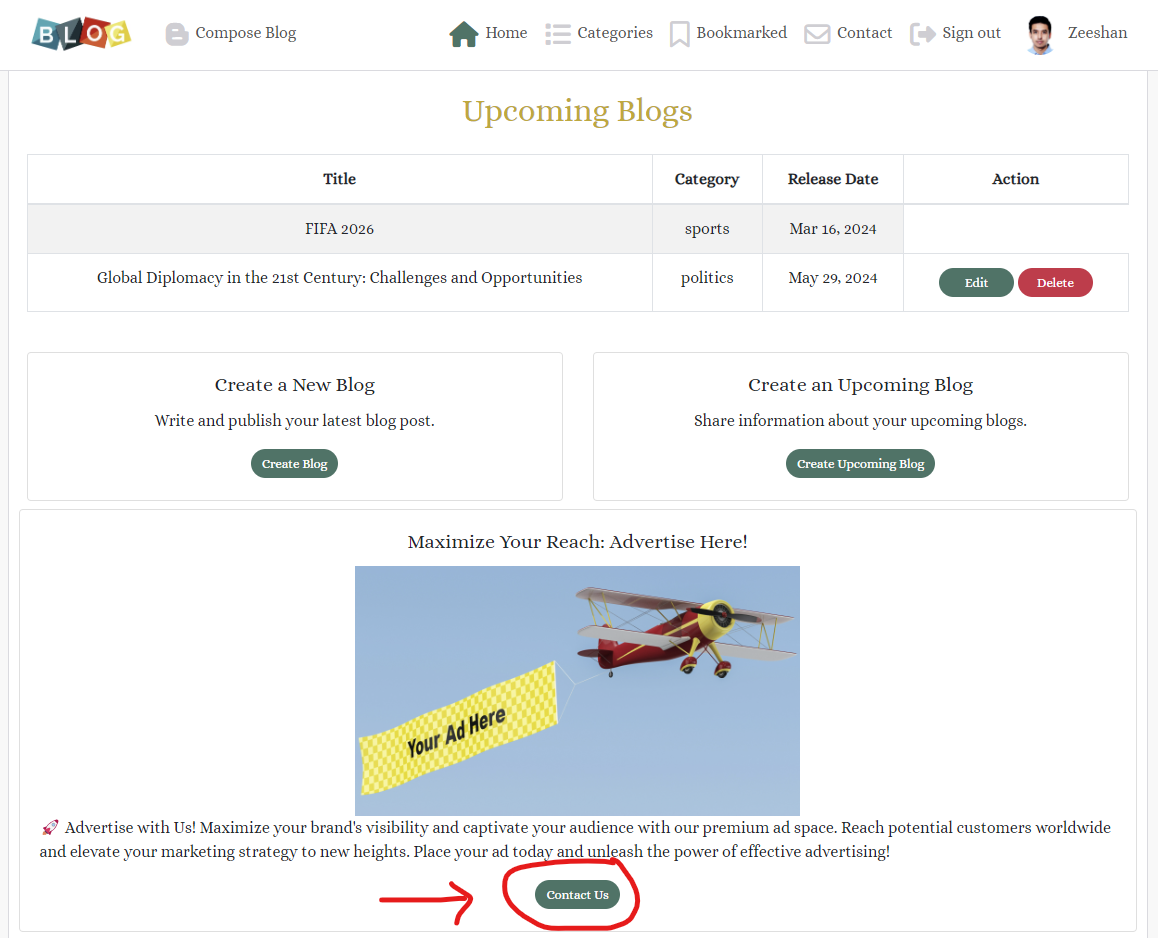 BLOG Compose Blog Home Categories Bookmarked Contact Sign out Zeeshan
Upcoming Blogs
Title Category Release Date Action
FIFA 2026 sports Mar 16, 2024
Global Diplomacy in the 21st Century: Challenges and Opportunities politics May 29, 2024 Edit Delete
Create a New Blog
Write and publish your latest blog post.
Create Blog
Create an Upcoming Blog
Share information about your upcoming blogs.
Create Upcoming Blog
Maximize Your Reach: Advertise Here!
Your Ad Here
🚀 Advertise with Us! Maximize your brand's visibility and captivate your audience with our premium ad space. Reach potential customers worldwide
and elevate your marketing strategy to new heights. Place your ad today and unleash the power of effective advertising!
Contact Us